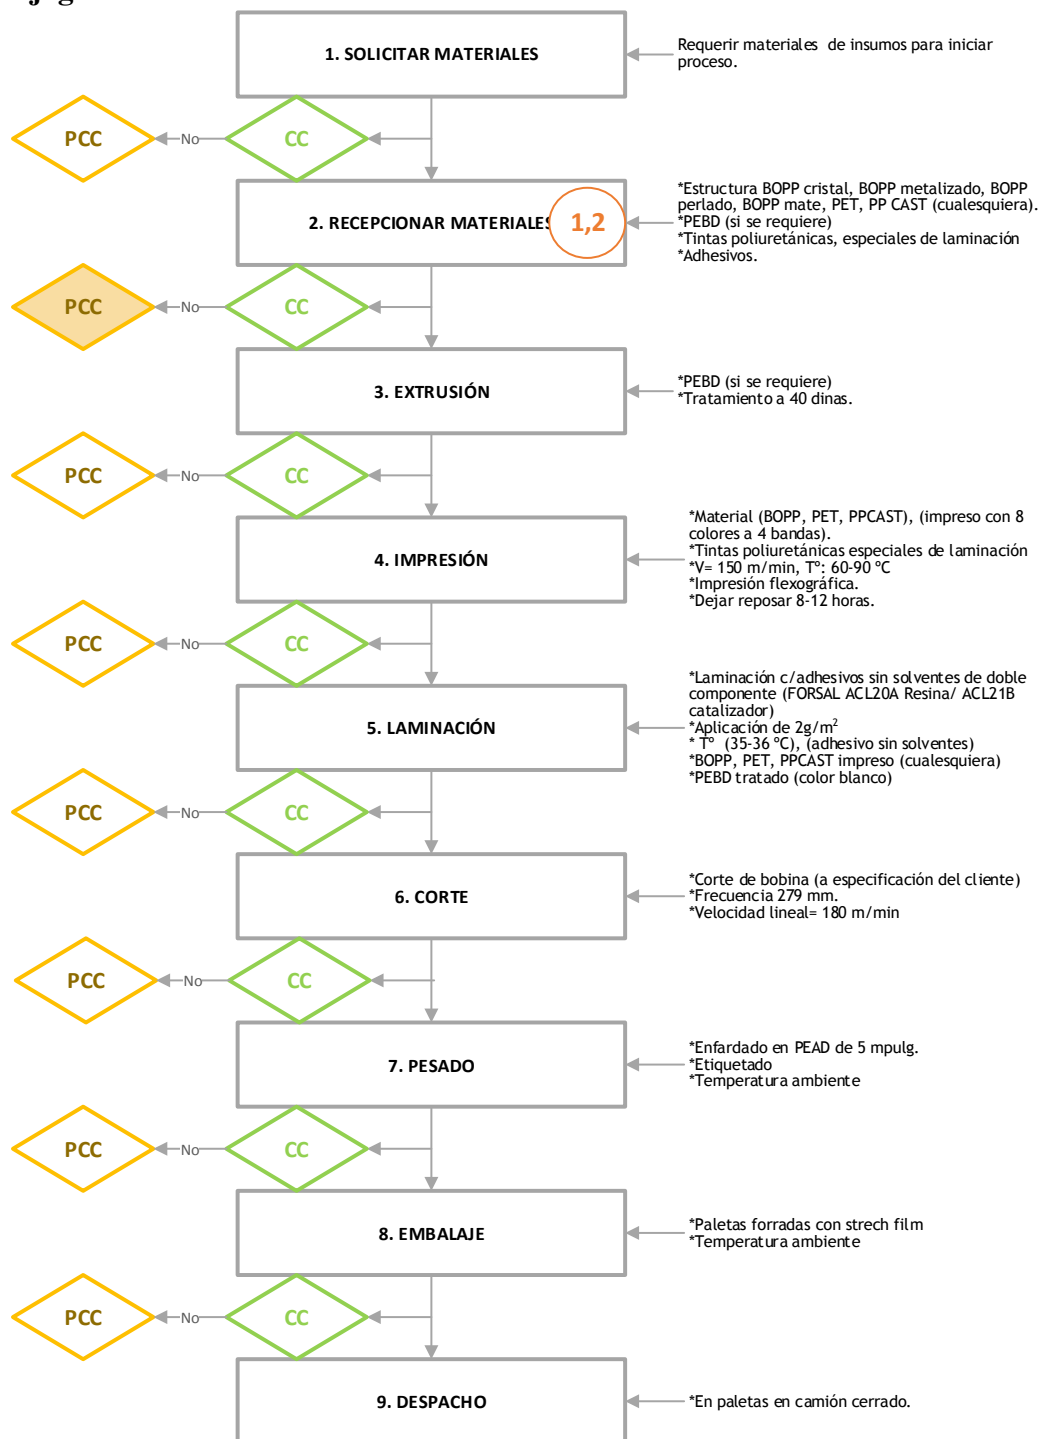 1. SOLICITAR MATERIALES
Requerir materiales de insumos para iniciar
proceso.
PCC
No
CC
2. RECEPCIONAR MATERIALES
1,2
*Estructura BOPP cristal, BOPP metalizado, BOPP
perlado, BOPP mate, PET, PP CAST (cualesquiera).
*PEBD (si se requiere)
*Tintas poliuretánicas, especiales de laminación
*Adhesivos.
PCC
No
CC
3. EXTRUSIÓN
*PEBD (si se requiere)
*Tratamiento a 40 dinas.
PCC
No
CC
4. IMPRESIÓN
*Material (BOPP, PET, PPCAST), (impreso con 8
colores a 4 bandas).
*Tintas poliuretánicas especiales de laminación
*V= 150 m/min, Tº: 60-90 ºC
*Impresión flexográfica.
*Dejar reposar 8-12 horas.
PCC
No
CC
5. LAMINACIÓN
*Laminación c/adhesivos sin solventes de doble
componente (FORSAL ACL20A Resina/ ACL21B
catalizador)
*Aplicación de 2g/m²
* Tº (35-36 ºC), (adhesivo sin solventes)
*BOPP, PET, PPCAST impreso (cualesquiera)
*PEBD tratado (color blanco)
PCC
No
CC
6. CORTE
*Corte de bobina (a especificación del cliente)
*Frecuencia 279 mm.
*Velocidad lineal= 180 m/min
PCC
No
CC
7. PESADO
*Enfardado en PEAD de 5 mpulg.
*Etiquetado
*Temperatura ambiente
PCC
No
CC
8. EMBALAJE
*Paletas forradas con strech film
*Temperatura ambiente
PCC
No
CC
9. DESPACHO
*En paletas en camión cerrado.